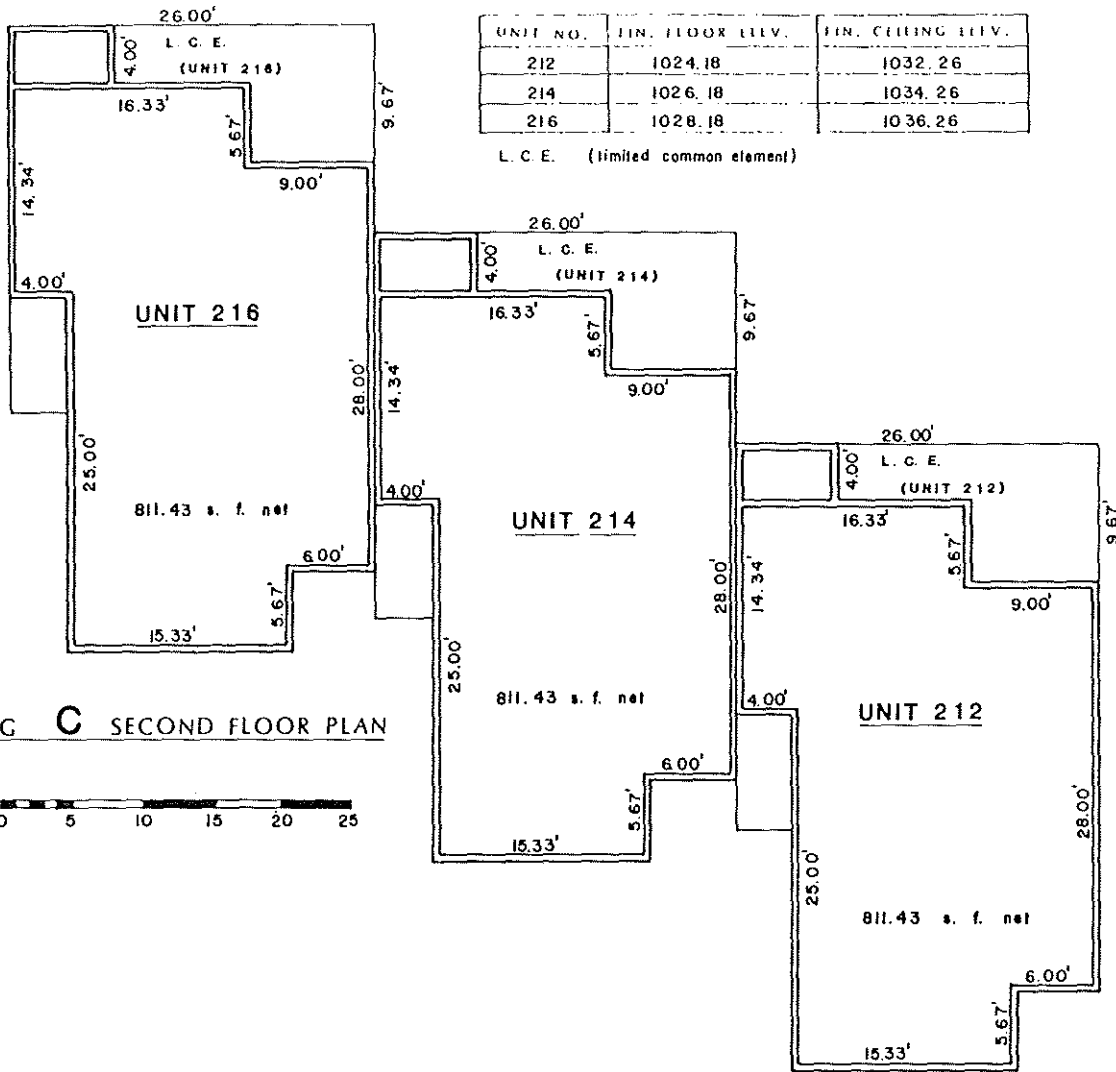 26.00'
L. C. E.
4.00'
(UNIT 216)
16.33'
9.67'
5.67'
9.00'
14.34'
4.00'
UNIT 216
28.00'
25.00'
811.43 s. f. net
6.00'
5.67'
15.33'
UNIT NO. FIN. FLOOR ELEV. FIN. CEILING ELEV.
212 1024.18 1032.26
214 1026.18 1034.26
216 1028.18 1036.26
L. C. E. (limited common element)
26.00'
L. C. E.
4.00'
(UNIT 214)
16.33'
9.67'
5.67'
9.00'
14.34'
4.00'
UNIT 214
28.00'
25.00'
811.43 s. f. net
6.00'
5.67'
15.33'
26.00'
L. C. E.
4.00'
(UNIT 212)
16.33'
9.67'
5.67'
9.00'
14.34'
4.00'
UNIT 212
28.00'
25.00'
811.43 s. f. net
6.00'
5.67'
15.33'
G C SECOND FLOOR PLAN
0 5 10 15 20 25